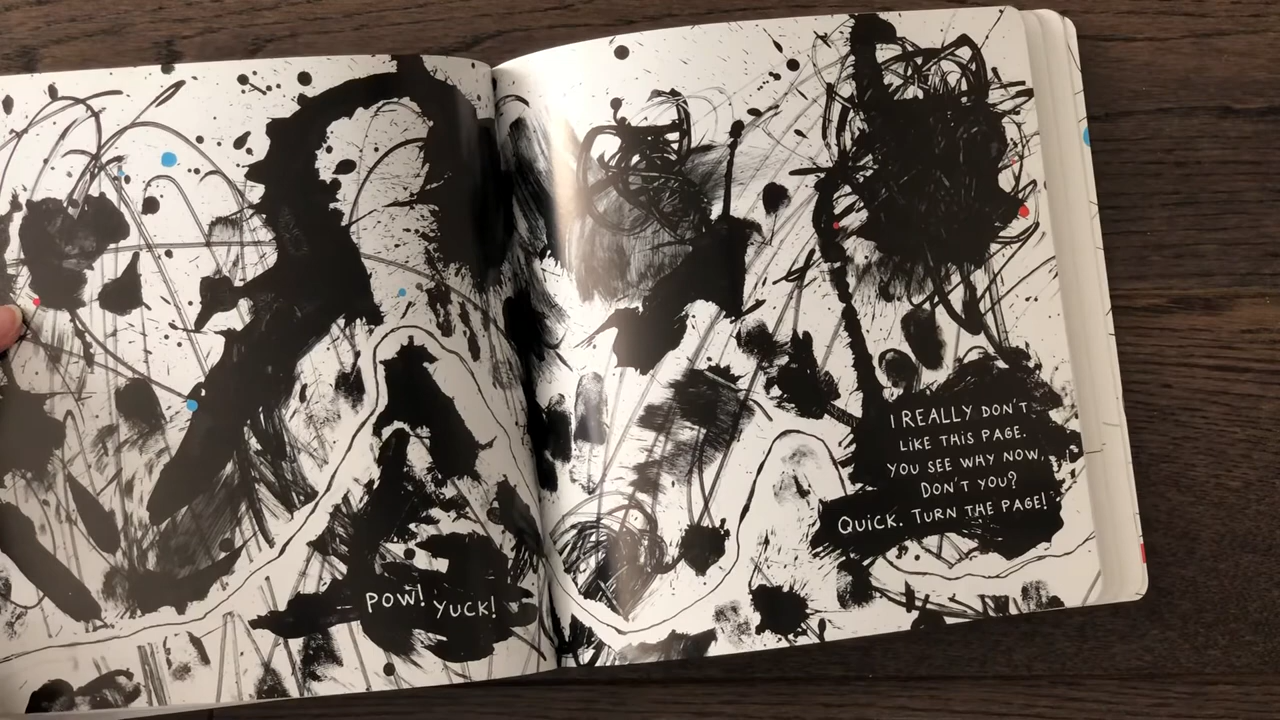 POW! YUCK!
I REALLY DON'T
LIKE THIS PAGE.
YOU SEE WHY NOW,
DON'T YOU?
QUICK. TURN THE PAGE!